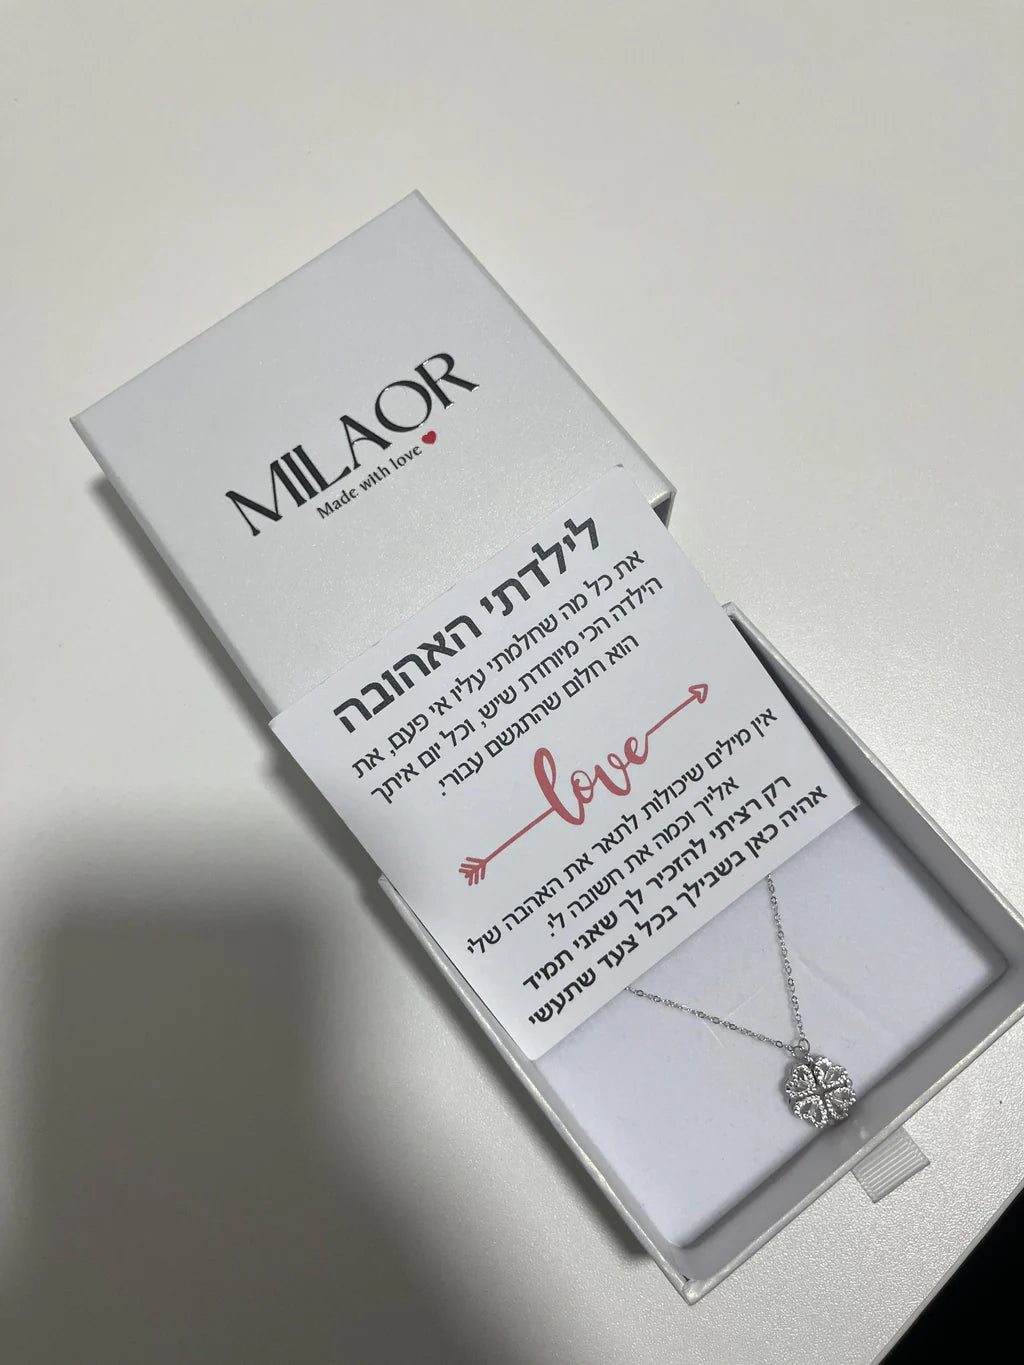 MILAOR
Made with love
לילדתי האהובה
את כל מה שחלמתי עליו אי פעם, את
הילדה הכי מיוחדת שיש, וכל יום איתך
הוא חלום שהתגשם עבורי.
love
אין מילים שיכולות לתאר את האהבה שלי
אלייך וכמה את חשובה לי.
רק רציתי להזכיר לך שאני תמיד
אהיה כאן בשבילך בכל צעד שתעשי